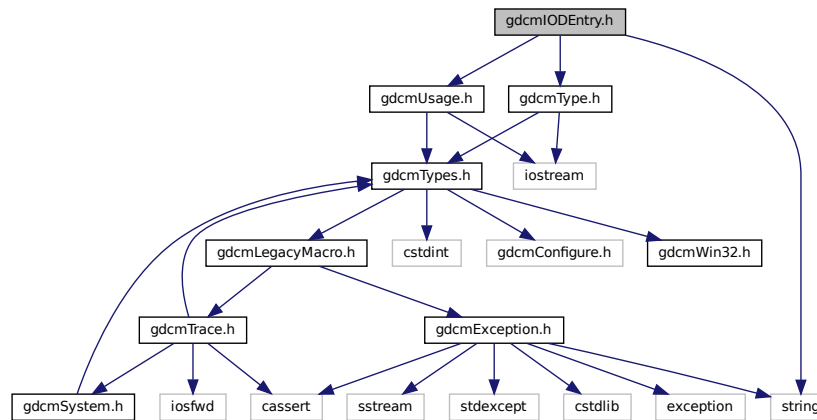 gdcmIODEntry.h
gdcmUsage.h
gdcmType.h
gdcmTypes.h
iostream
gdcmLegacyMacro.h
cstdint
gdcmConfigure.h
gdcmWin32.h
gdcmTrace.h
gdcmException.h
gdcmSystem.h
iosfwd
cassert
sstream
stdexcept
cstdlib
exception
string